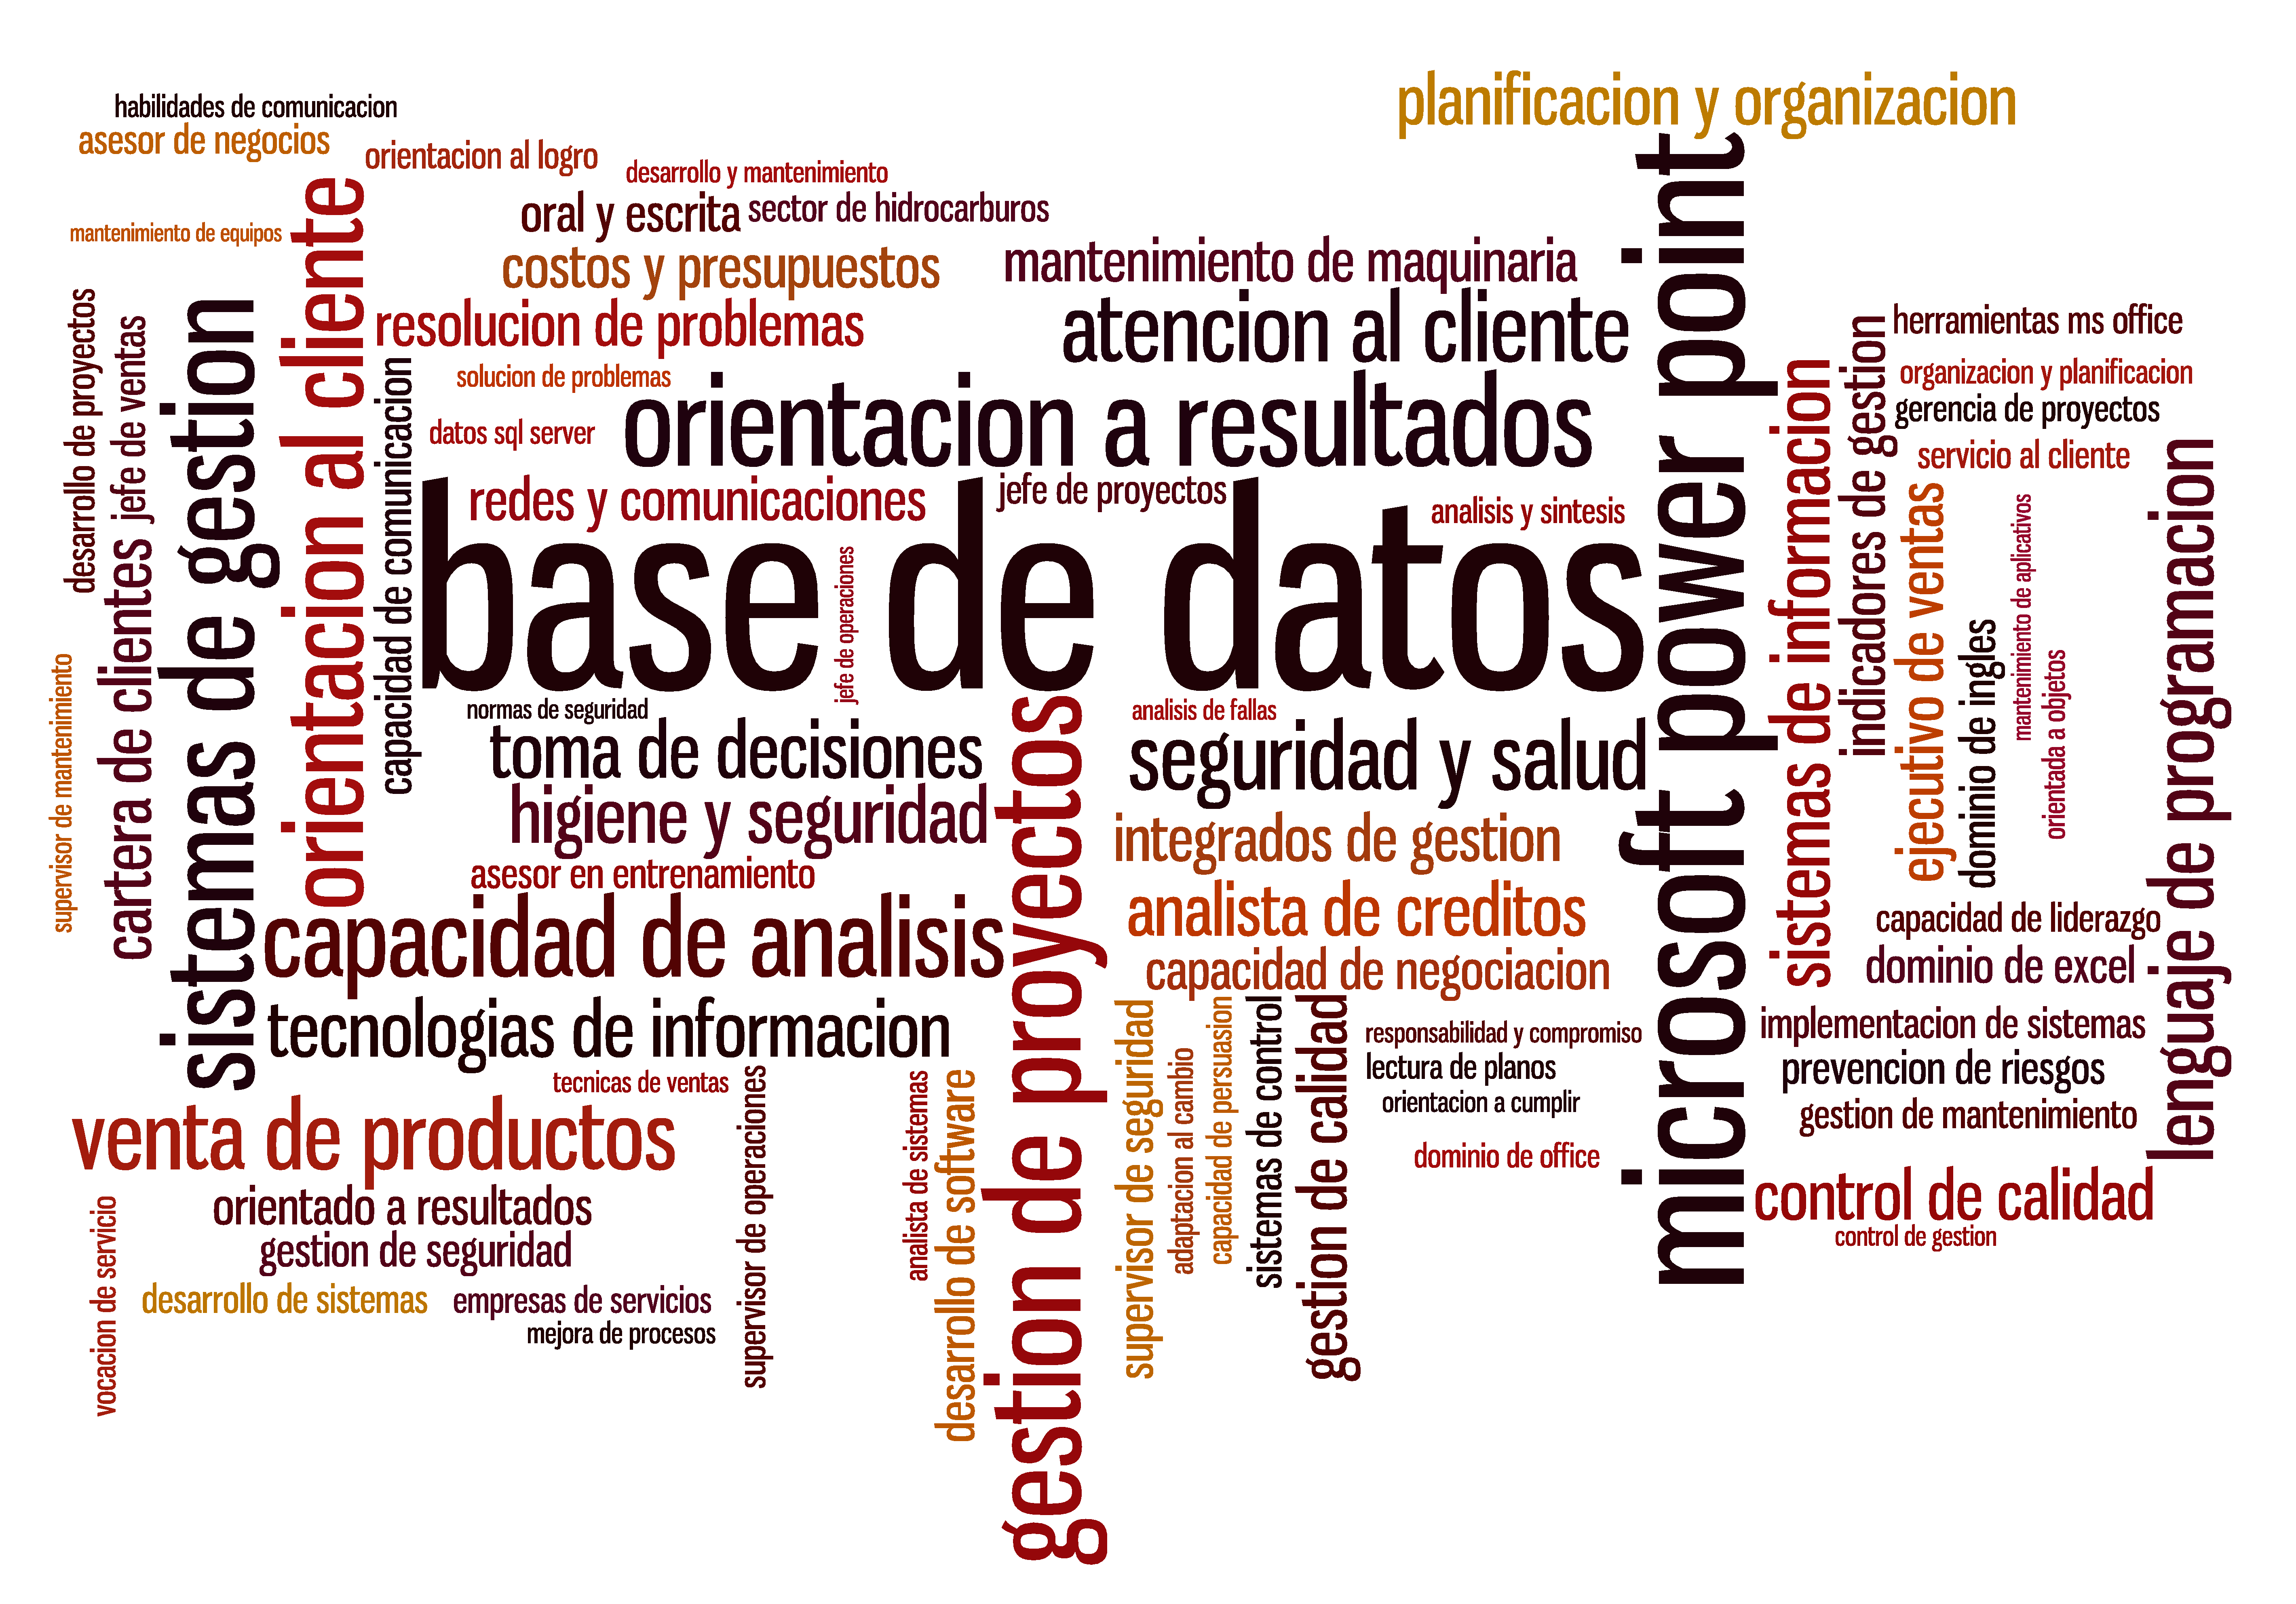 planificacion y organizacion
habilidades de comunicacion
asesor de negocios
orientacion al logro
desarrollo y mantenimiento
oral y escrita
sector de hidrocarburos
mantenimiento de equipos
costos y presupuestos
mantenimiento de maquinaria
resolucion de problemas
atencion al cliente
herramientas ms office
solucion de problemas
organizacion y planificacion
orientacion a resultados
gerencia de proyectos
datos sql server
servicio al cliente
redes y comunicaciones
jefe de proyectos
analisis y sintesis
base de datos
desarrollo de proyectos
jefe de ventas
cartera de clientes
supervisor de mantenimiento
sistemas de gestion
orientacion al cliente
capacidad de comunicacion
jefe de operaciones
microsoft power point
sistemas de informacion
indicadores de gestion
ejecutivo de ventas
dominio de ingles
mantenimiento de aplicativos
orientada a objetos
lenguaje de programacion
normas de seguridad
analisis de fallas
toma de decisiones
seguridad y salud
higiene y seguridad
integrados de gestion
asesor en entrenamiento
analista de creditos
capacidad de analisis
capacidad de negociacion
capacidad de liderazgo
dominio de excel
tecnologias de informacion
gestion de proyectos
supervisor de seguridad
adaptacion al cambio
capacidad de persuasion
sistemas de control
gestion de calidad
responsabilidad y compromiso
lectura de planos
orientacion a cumplir
dominio de office
implementacion de sistemas
prevencion de riesgos
gestion de mantenimiento
control de calidad
control de gestion
tecnicas de ventas
venta de productos
supervisor de operaciones
analista de sistemas
desarrollo de software
orientado a resultados
gestion de seguridad
vocacion de servicio
desarrollo de sistemas
empresas de servicios
mejora de procesos